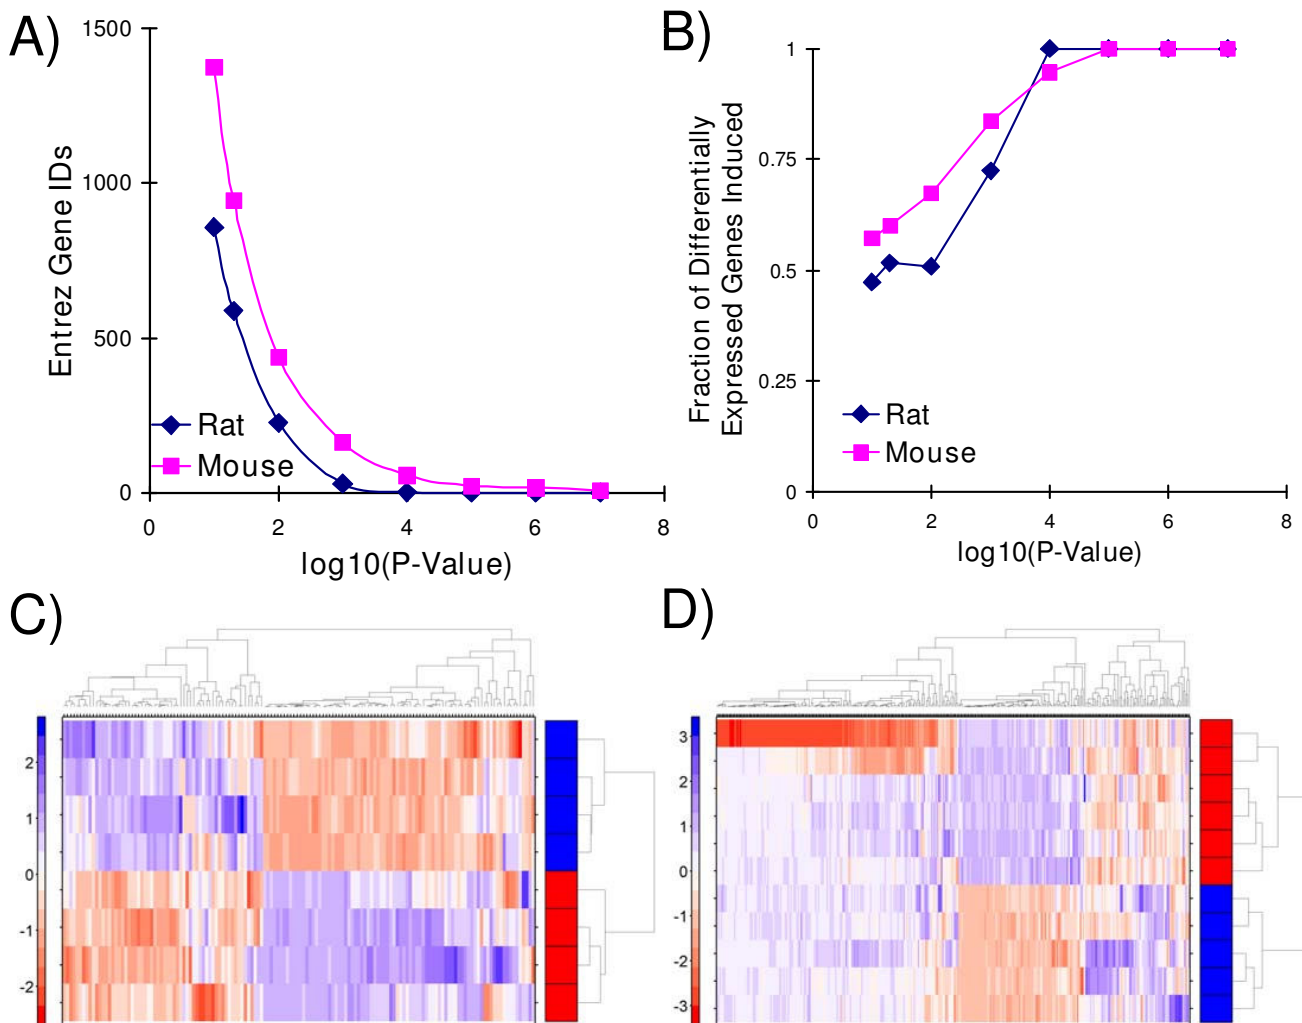 A)
1500
1000
500
0
Entrez Gene IDs
Rat
Mouse
0 2 4 6 8
log10(P-Value)
B)
1
0.75
0.5
0.25
0
Fraction of Differentially
Expressed Genes Induced
Rat
Mouse
0 2 4 6 8
log10(P-Value)
C)
2
1
0
-1
-2
D)
3
2
1
0
-1
-2
-3